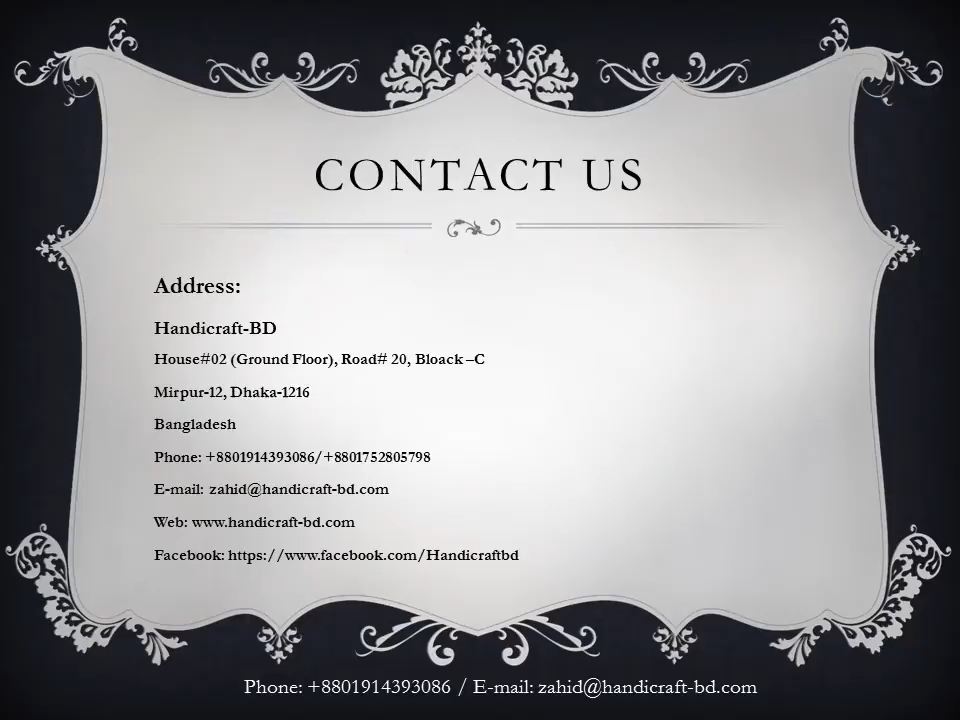 CONTACT US
Address:
Handicraft-BD
House#02 (Ground Floor), Road# 20, Bloack –C
Mirpur-12, Dhaka-1216
Bangladesh
Phone: +8801914393086/+8801752805798
E-mail: zahid@handicraft-bd.com
Web: www.handicraft-bd.com
Facebook: https://www.facebook.com/Handicraftbd
Phone: +8801914393086 / E-mail: zahid@handicraft-bd.com